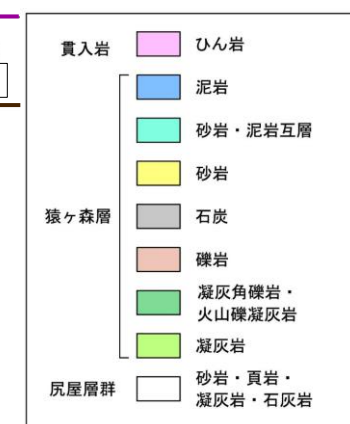 貫入岩 ひん岩
泥岩
砂岩・泥岩互層
砂岩
猿ヶ森層 石炭
礫岩
凝灰角礫岩・
火山礫凝灰岩
凝灰岩
尻屋層群 砂岩・頁岩・
凝灰岩・石灰岩